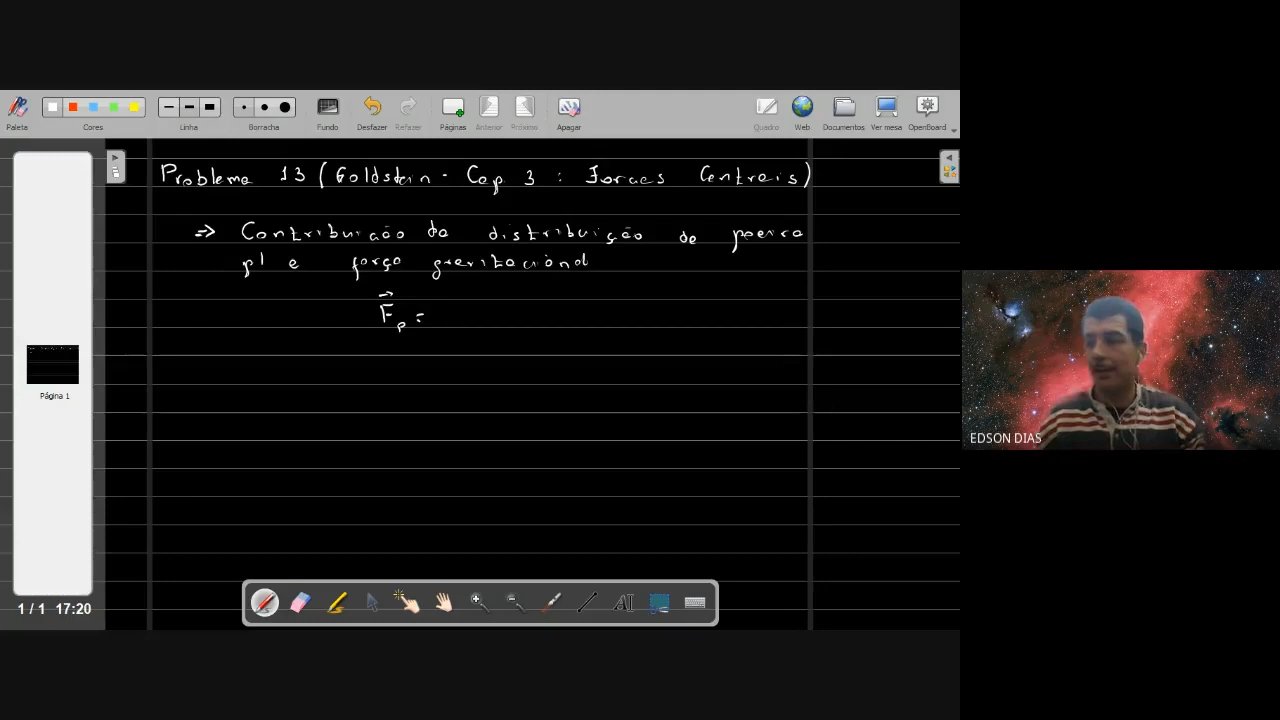 Paleta
Cores
Linha
Borracha
Fundo
Desfazer
Refazer
Páginas
Anterior
Próximo
Apagar
Quadro
Web
Documentos
Ver mesa
OpenBoard
Problema 13 (Goldstein - Cap 3 : Forças Centrais)
=> Contribuição da distribuição de poeira
p/ a força gravitacional
F⃗p =
Página 1
1 / 1 17:20
AI
EDSON DIAS